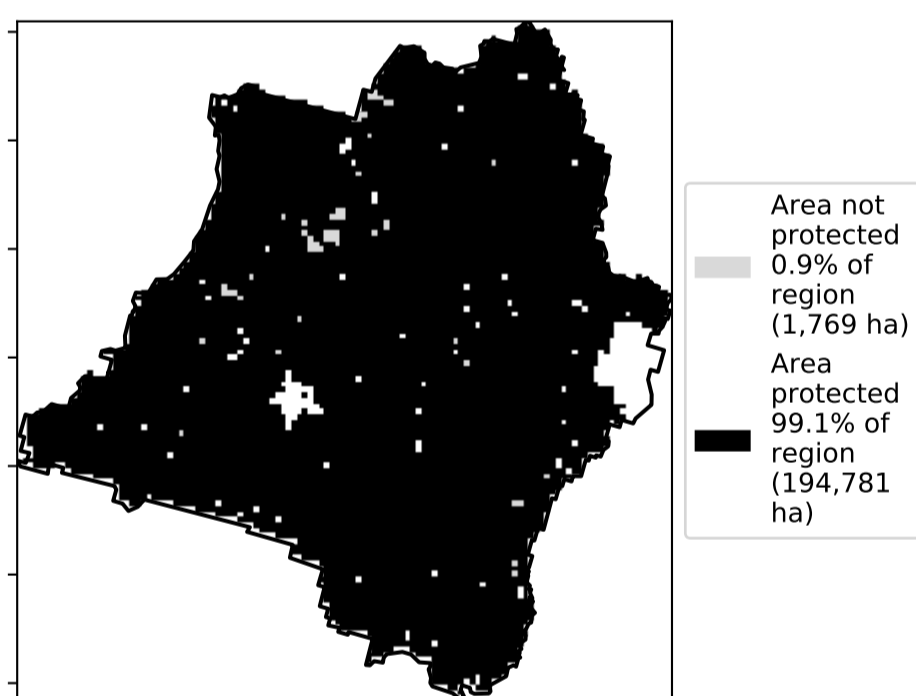 Area not
protected
0.9% of
region
(1,769 ha)
Area
protected
99.1% of
region
(194,781
ha)